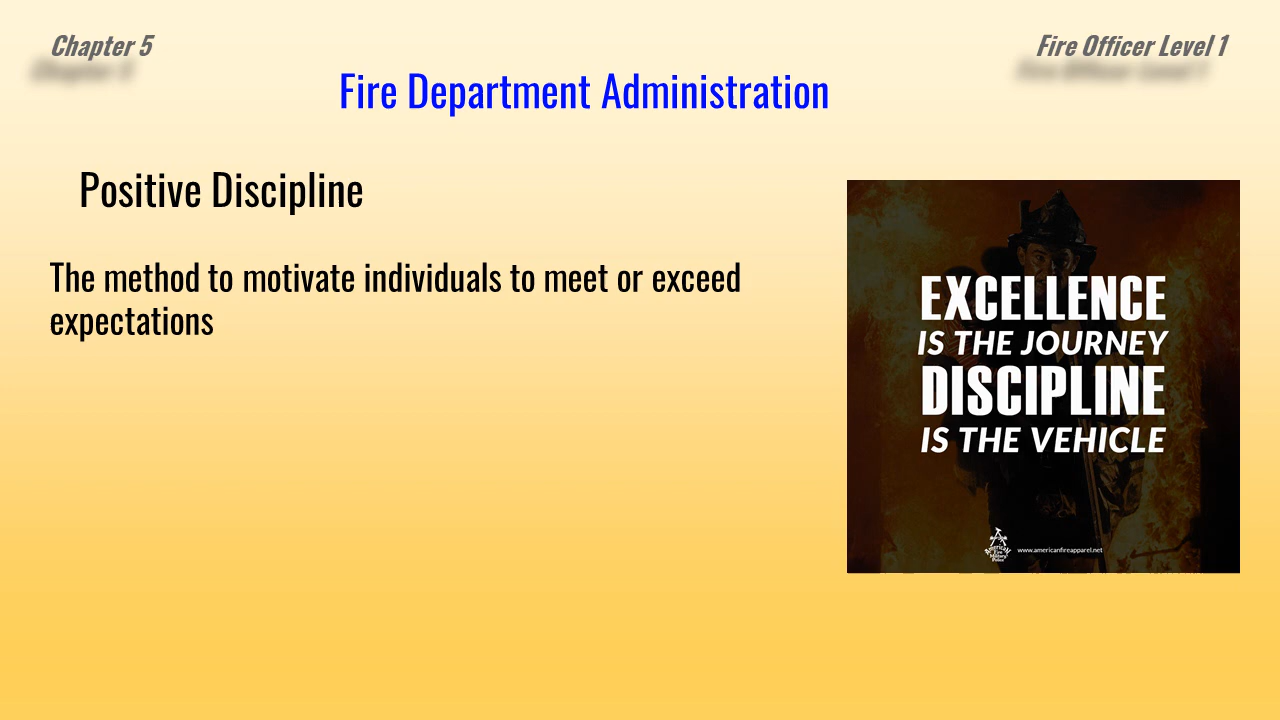 Chapter 5
Fire Officer Level 1
Fire Department Administration
Positive Discipline
The method to motivate individuals to meet or exceed
expectations
EXCELLENCE
IS THE JOURNEY
DISCIPLINE
IS THE VEHICLE
www.americanfireapparel.net